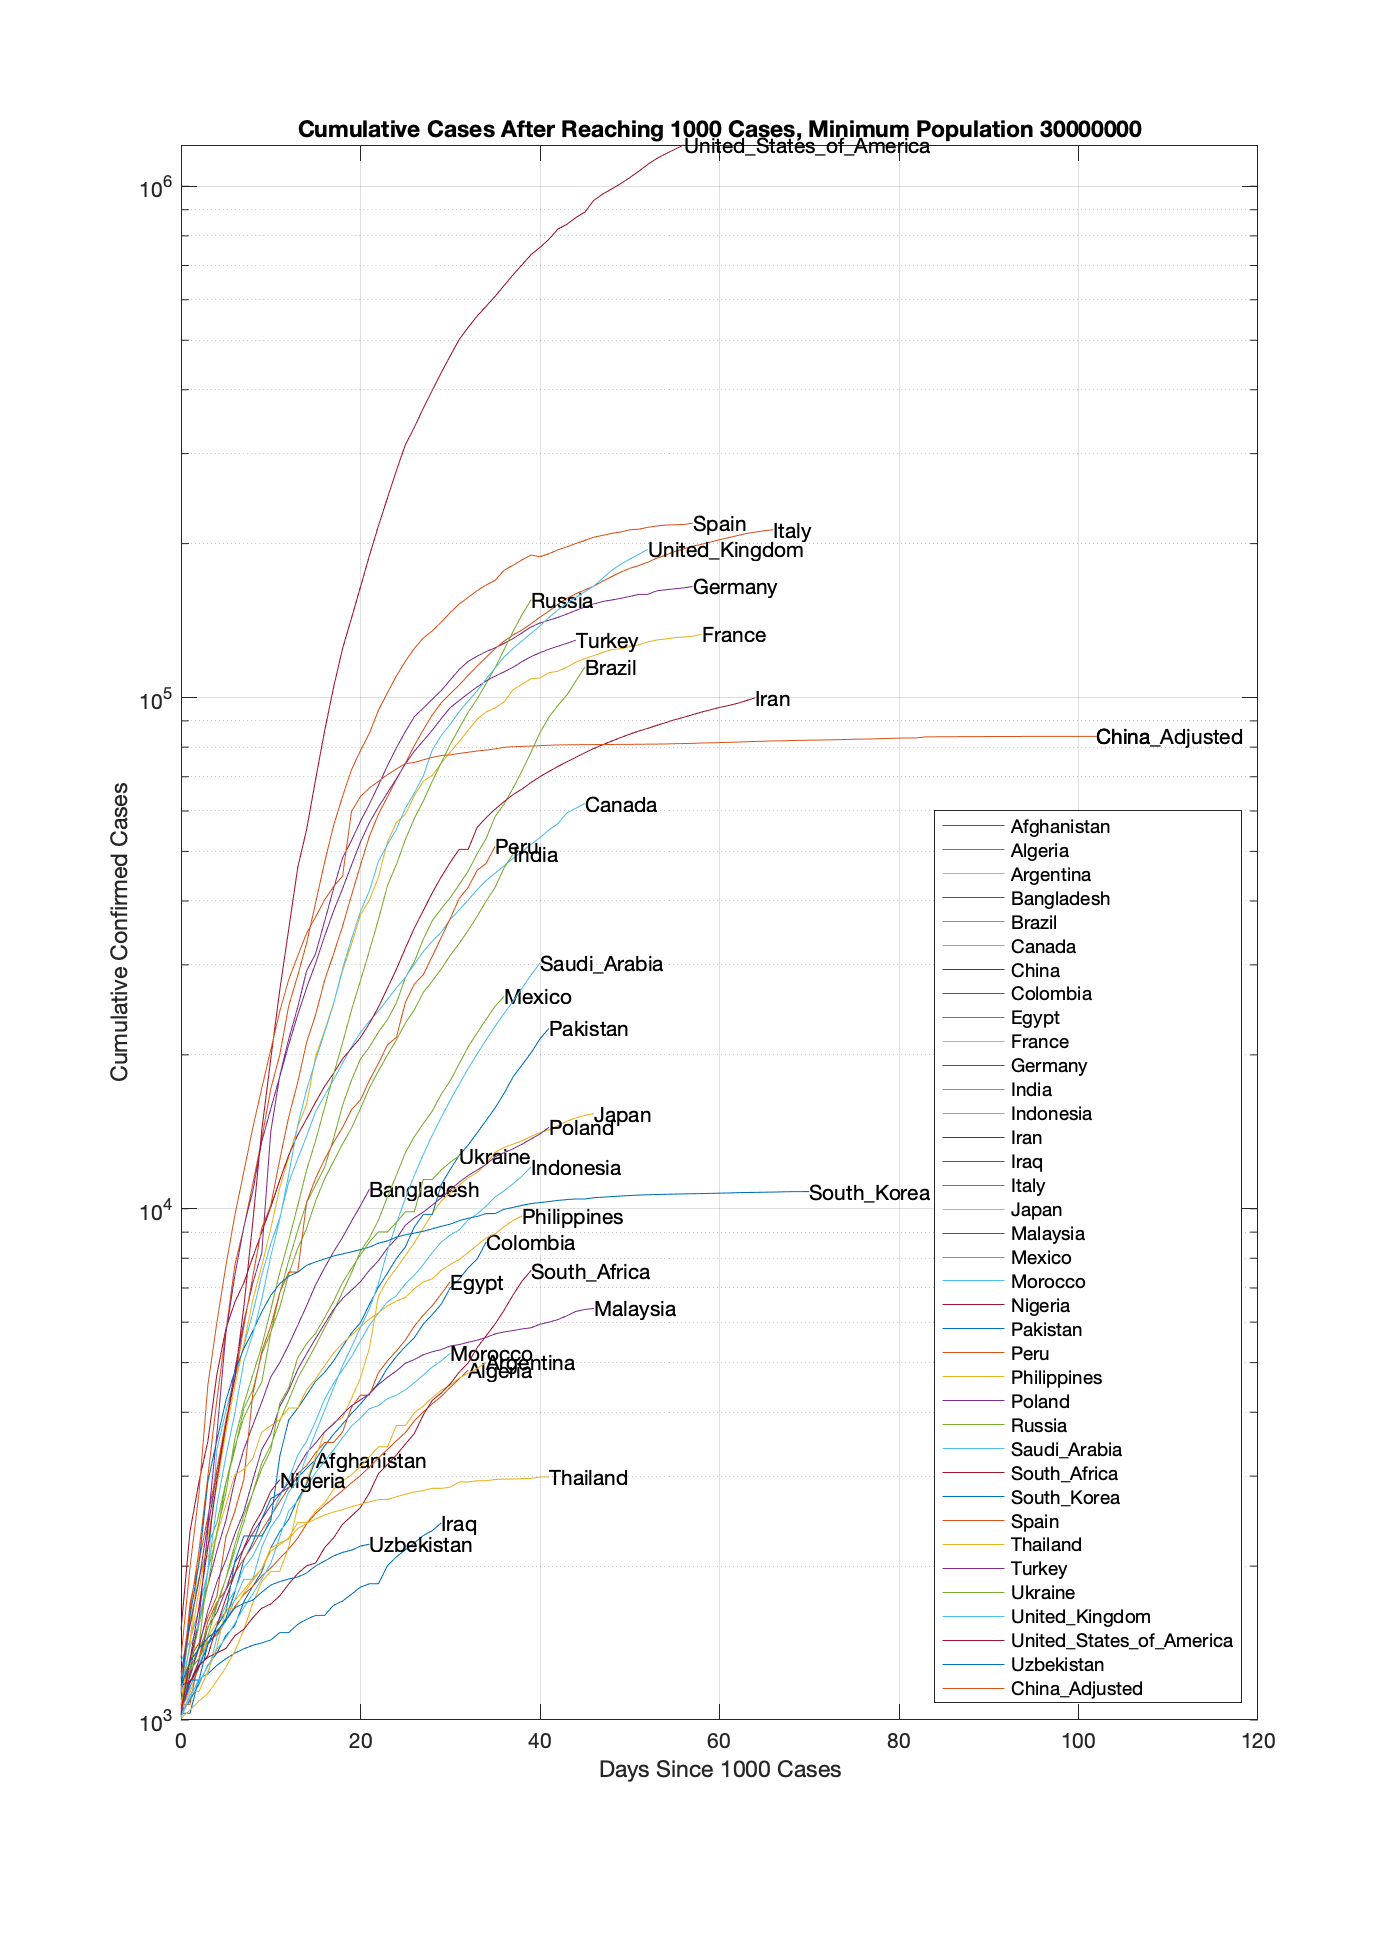 Cumulative Cases After Reaching 1000 Cases, Minimum Population 30000000
United_States_of_America
10^6
Spain
Italy
United_Kingdom
Germany
Russia
France
Turkey
Brazil
10^5
Iran
China_Adjusted
Canada
Peru
India
Saudi_Arabia
Mexico
Pakistan
Japan
Poland
Ukraine
Indonesia
Bangladesh
South_Korea
10^4
Philippines
Colombia
South_Africa
Egypt
Malaysia
Morocco
Argentina
Algeria
Afghanistan
Nigeria
Thailand
Iraq
Uzbekistan
10^3
Cumulative Confirmed Cases
Afghanistan
Algeria
Argentina
Bangladesh
Brazil
Canada
China
Colombia
Egypt
France
Germany
India
Indonesia
Iran
Iraq
Italy
Japan
Malaysia
Mexico
Morocco
Nigeria
Pakistan
Peru
Philippines
Poland
Russia
Saudi_Arabia
South_Africa
South_Korea
Spain
Thailand
Turkey
Ukraine
United_Kingdom
United_States_of_America
Uzbekistan
China_Adjusted
0 20 40 60 80 100 120
Days Since 1000 Cases